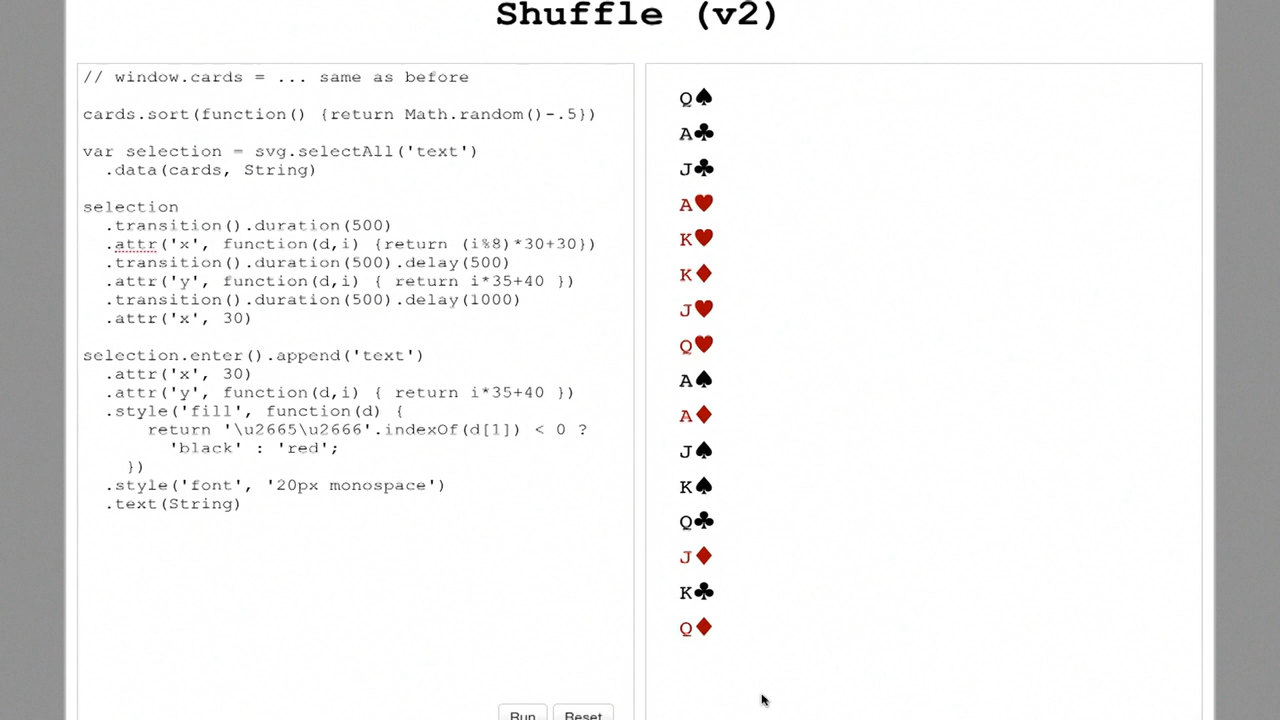 Shuffle (v2)
// window.cards = ... same as before
cards.sort(function() {return Math.random()-.5})
var selection = svg.selectAll('text')
.data(cards, String)
selection
.transition().duration(500)
.attr('x', function(d,i) {return (i%8)*30+30})
.transition().duration(500).delay(500)
.attr('y', function(d,i) { return i*35+40 })
.transition().duration(500).delay(1000)
.attr('x', 30)
selection.enter().append('text')
.attr('x', 30)
.attr('y', function(d,i) { return i*35+40 })
.style('fill', function(d) {
return '\u2665\u2666'.indexOf(d[1]) < 0 ?
'black' : 'red';
})
.style('font', '20px monospace')
.text(String)
Run Reset
Q♠
A♣
J♣
A♥
K♥
K♦
J♥
Q♥
A♠
A♦
J♠
K♠
Q♣
J♦
K♣
Q♦